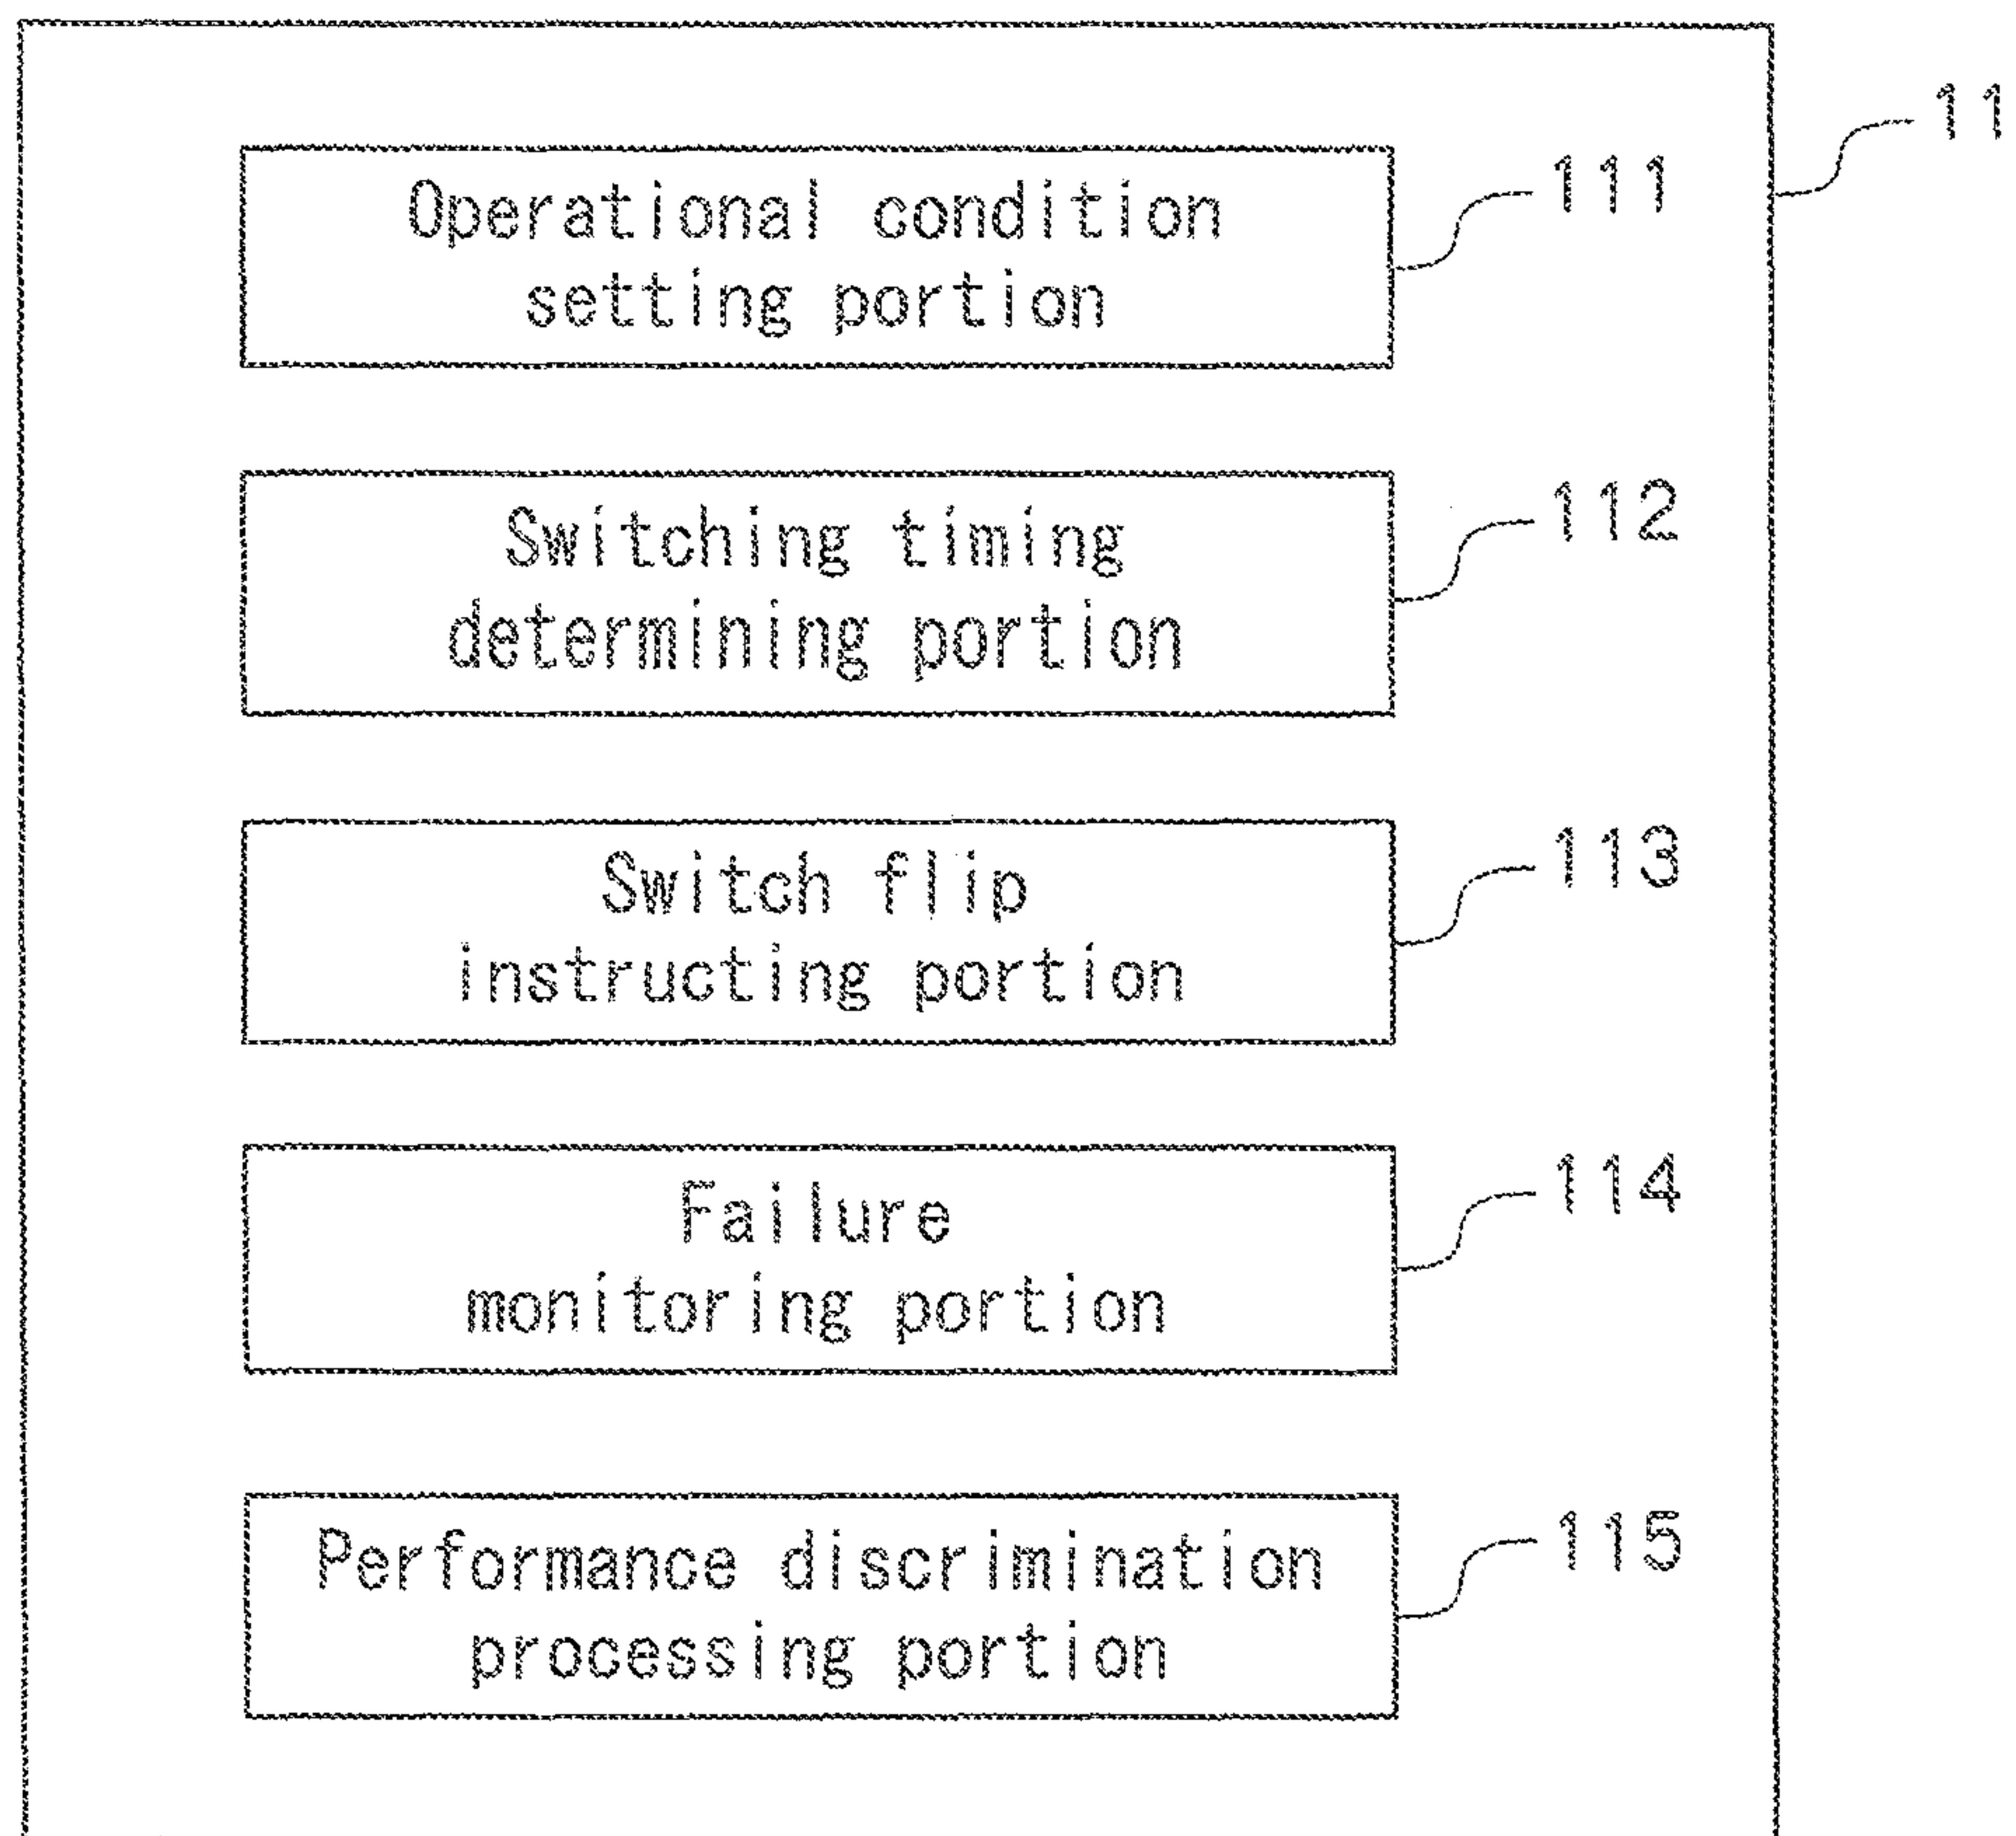 11
Operational condition
setting portion
111
Switching timing
determining portion
112
Switch flip
instructing portion
113
Failure
monitoring portion
114
Performance discrimination
processing portion
115